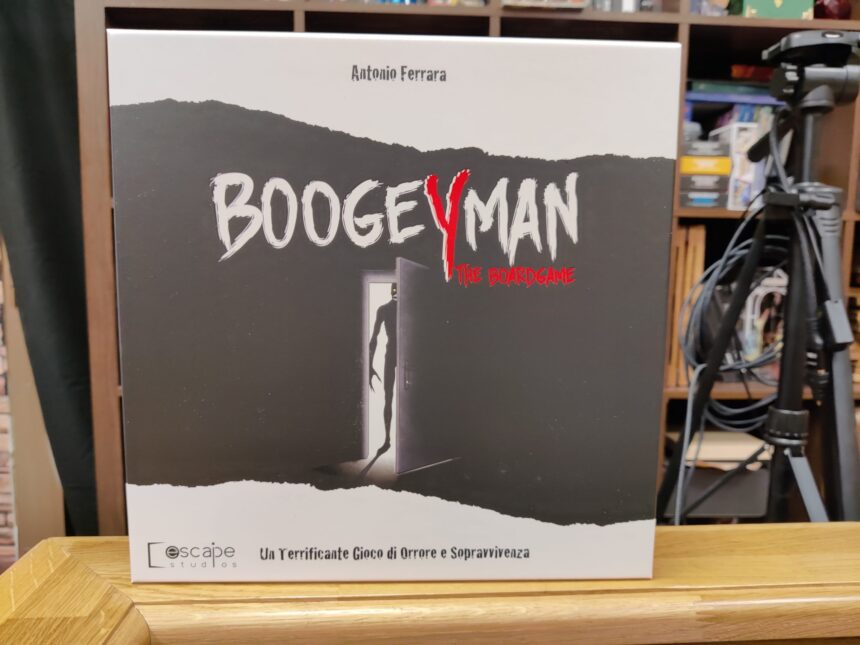 Antonio Ferrara
BOOGEYMAN
THE BOARDGAME
escape
studios
Un Terrificante Gioco di Orrore e Sopravvivenza